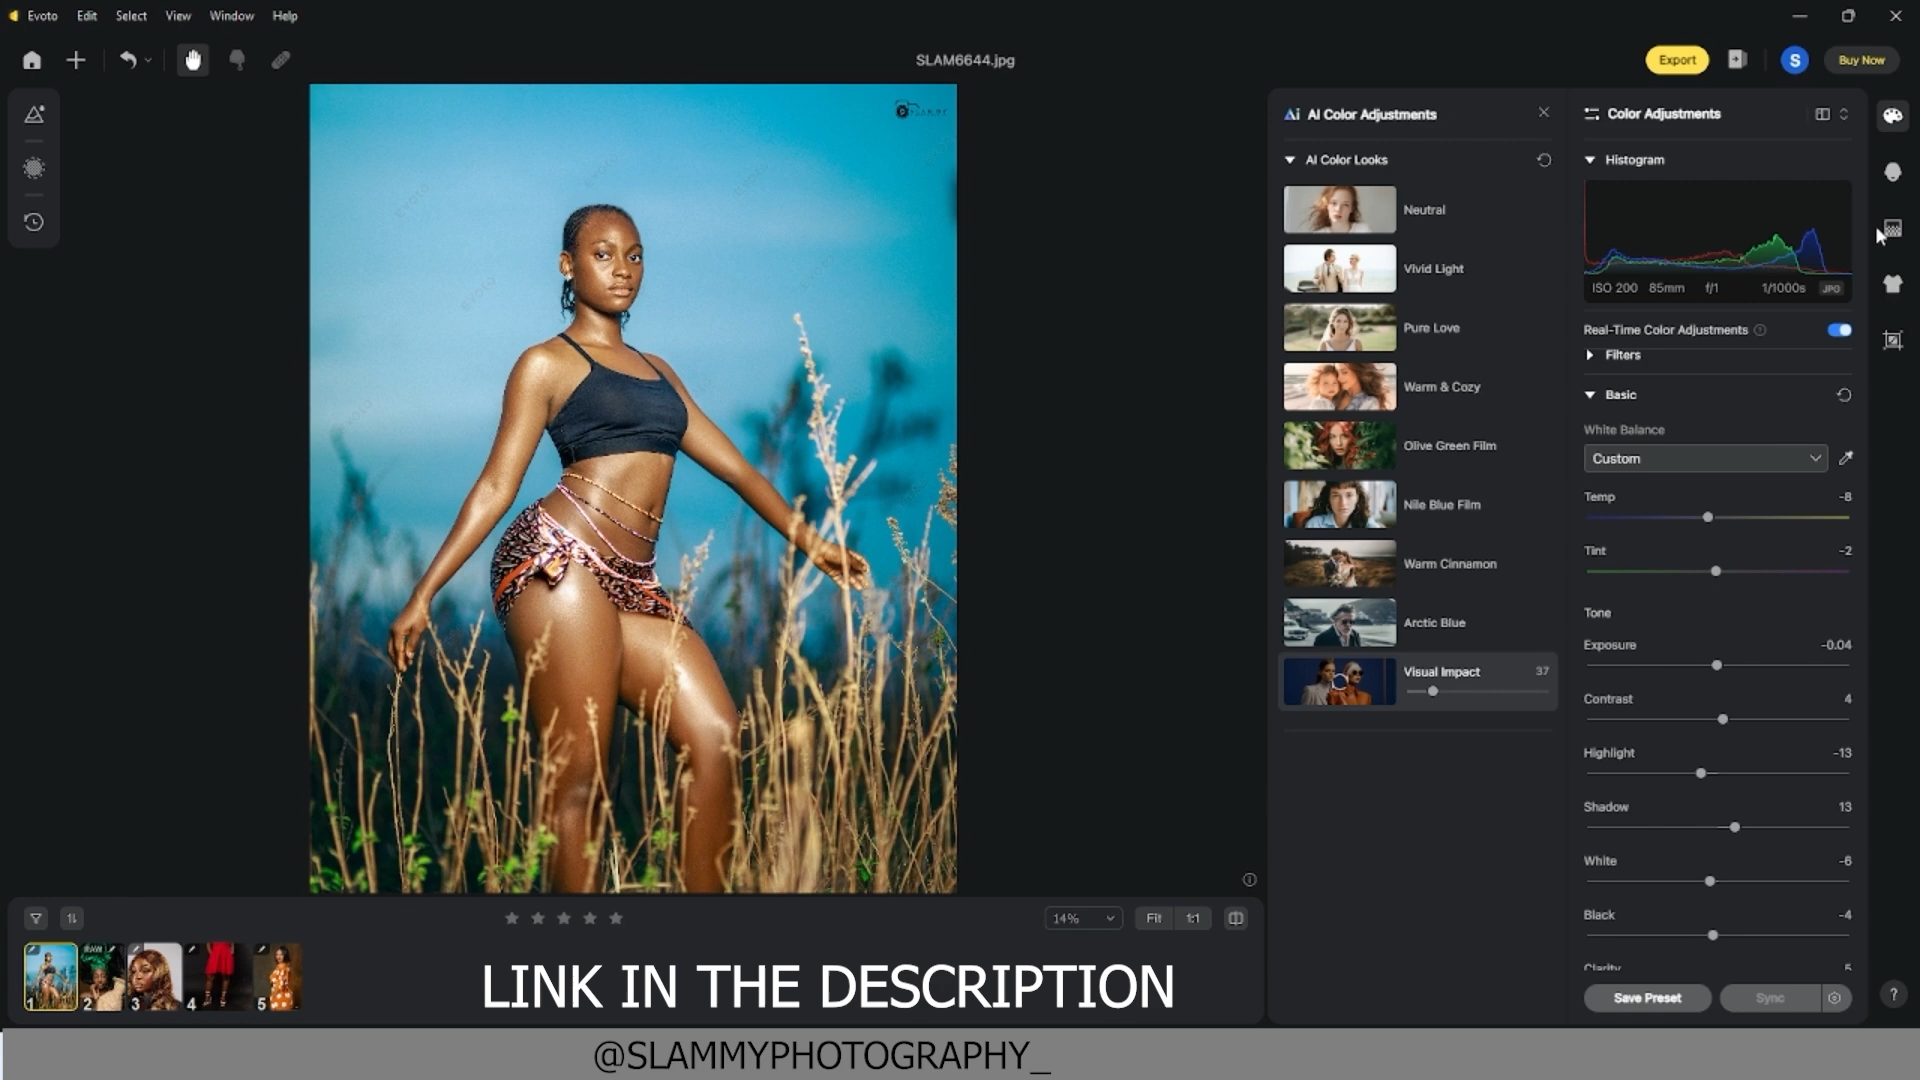 Evoto Edit Select View Window Help
SLAM6644.jpg
Export
S
Buy Now
Ai AI Color Adjustments
AI Color Looks
Neutral
Vivid Light
Pure Love
Warm & Cozy
Olive Green Film
Nile Blue Film
Warm Cinnamon
Arctic Blue
Visual Impact 37
Color Adjustments
Histogram
ISO 200 85mm f/1 1/1000s JPG
Real-Time Color Adjustments
Filters
Basic
White Balance
Custom
Temp -8
Tint -2
Tone
Exposure -0.04
Contrast 4
Highlight -13
Shadow 13
White -6
Black -4
Clarity 5
Save Preset Sync
?
14% Fit 1:1
1 2 3 4 5
RAW
LINK IN THE DESCRIPTION
@SLAMMYPHOTOGRAPHY_